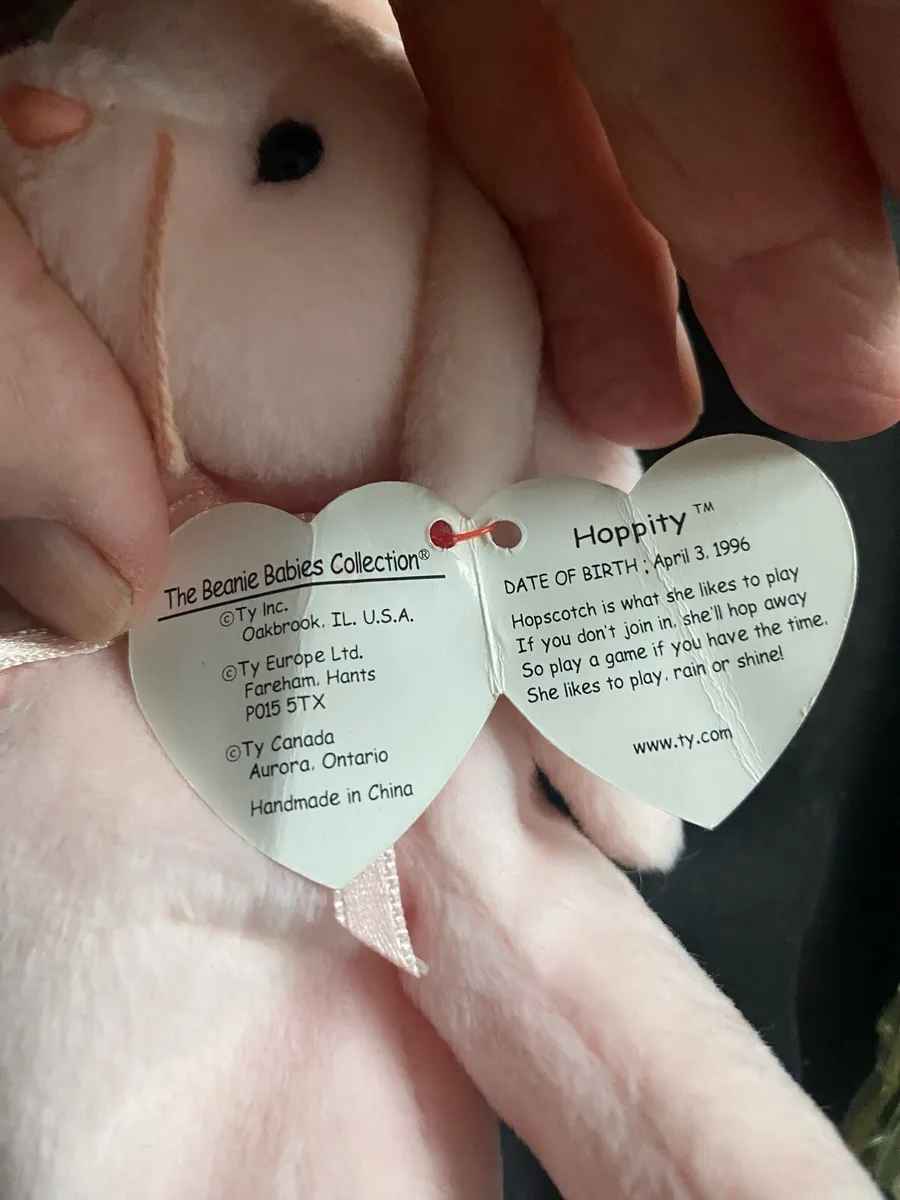 The Beanie Babies Collection®
©Ty Inc.
Oakbrook, IL. U.S.A.
©Ty Europe Ltd.
Fareham, Hants
P015 5TX
©Ty Canada
Aurora, Ontario
Handmade in China
Hoppity ™
DATE OF BIRTH : April 3, 1996
Hopscotch is what she likes to play
If you don't join in, she'll hop away
So play a game if you have the time,
She likes to play, rain or shine!
www.ty.com